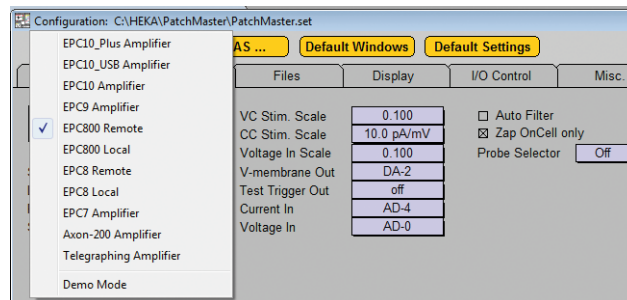 Configuration: C:\HEKA\PatchMaster\PatchMaster.set
EPC10_Plus Amplifier
EPC10_USB Amplifier
EPC10 Amplifier
EPC9 Amplifier
EPC800 Remote
EPC800 Local
EPC8 Remote
EPC8 Local
EPC7 Amplifier
Axon-200 Amplifier
Telegraphing Amplifier
Demo Mode
AS ... Default Windows Default Settings
Files Display I/O Control Misc.
VC Stim. Scale 0.100 Auto Filter
CC Stim. Scale 10.0 pA/mV Zap OnCell only
Voltage In Scale 0.100 Probe Selector Off
V-membrane Out DA-2
Test Trigger Out off
Current In AD-4
Voltage In AD-0